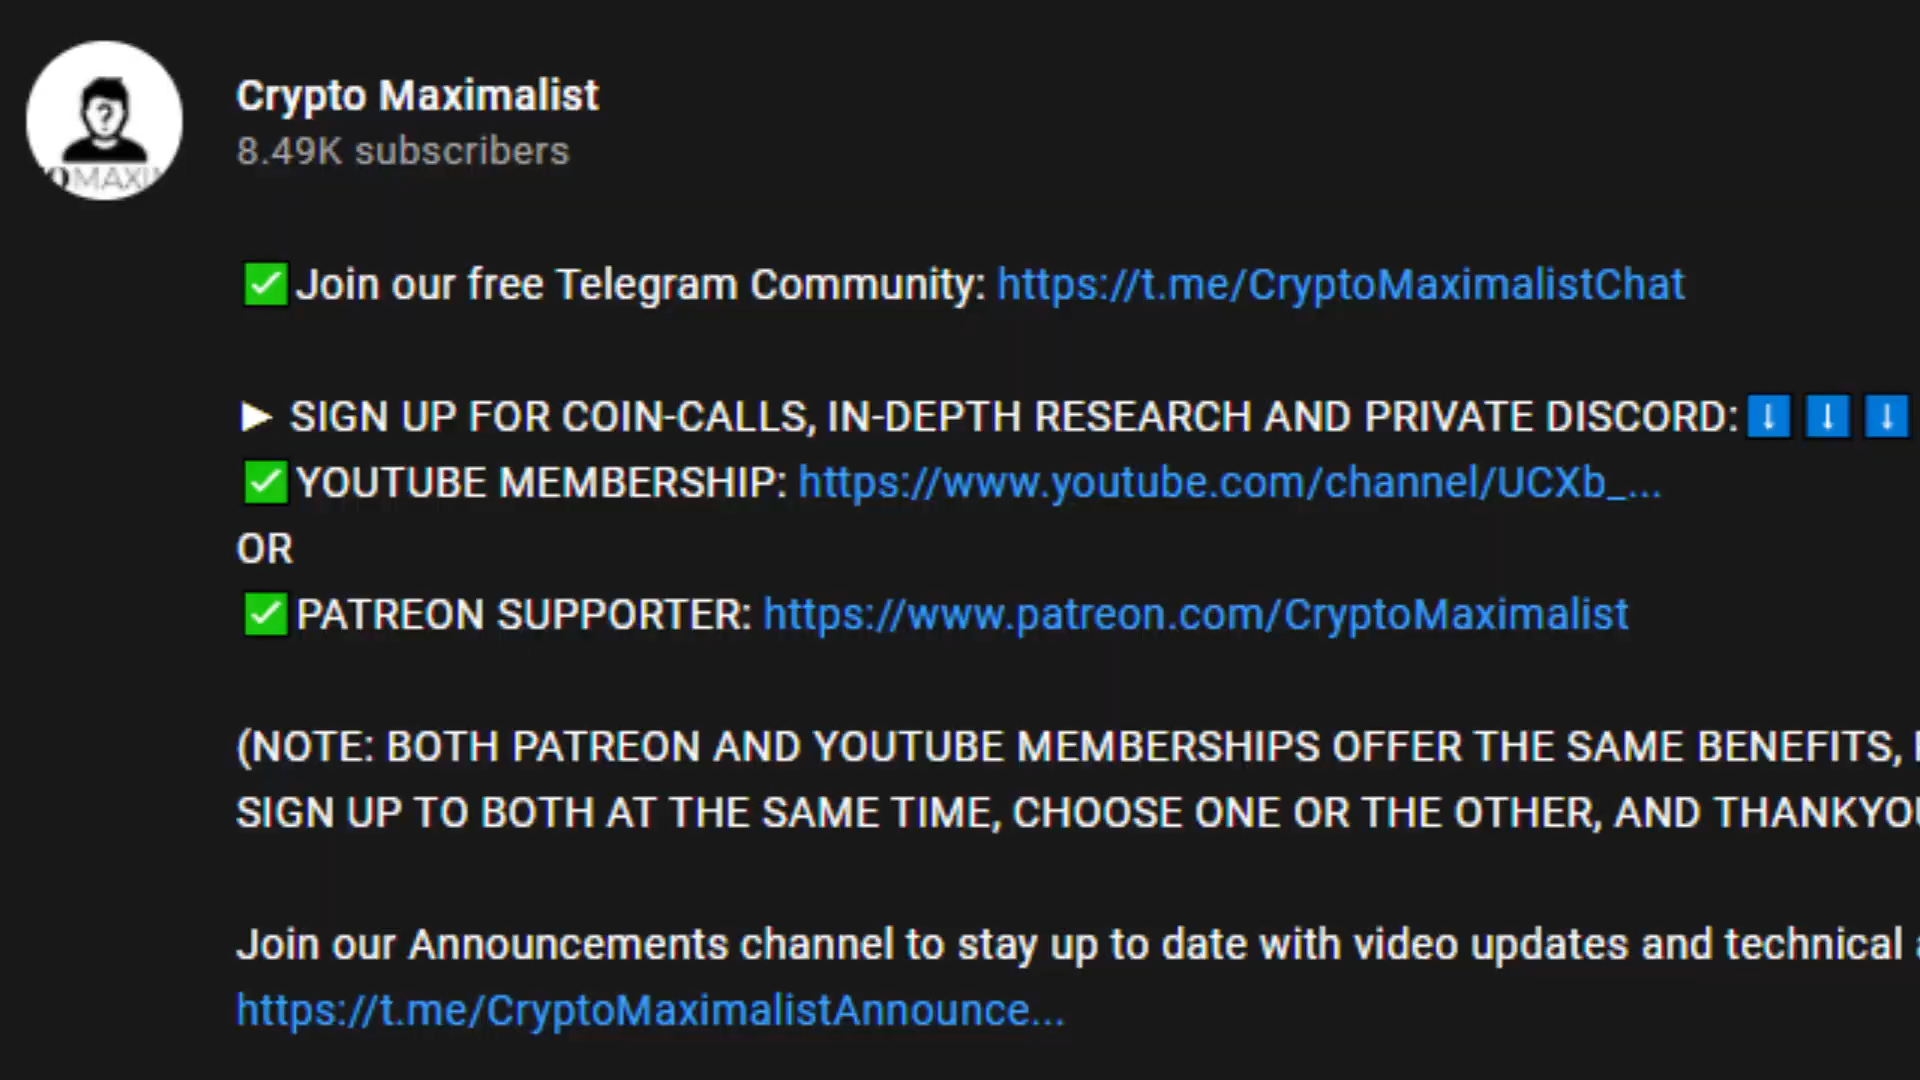 Crypto Maximalist
8.49K subscribers
?
OMAXI
✅Join our free Telegram Community: https://t.me/CryptoMaximalistChat
► SIGN UP FOR COIN-CALLS, IN-DEPTH RESEARCH AND PRIVATE DISCORD:⬇️⬇️⬇️
✅YOUTUBE MEMBERSHIP: https://www.youtube.com/channel/UCXb_...
OR
✅PATREON SUPPORTER: https://www.patreon.com/CryptoMaximalist
(NOTE: BOTH PATREON AND YOUTUBE MEMBERSHIPS OFFER THE SAME BENEFITS,
SIGN UP TO BOTH AT THE SAME TIME, CHOOSE ONE OR THE OTHER, AND THANKYOU
Join our Announcements channel to stay up to date with video updates and technical
https://t.me/CryptoMaximalistAnnounce...